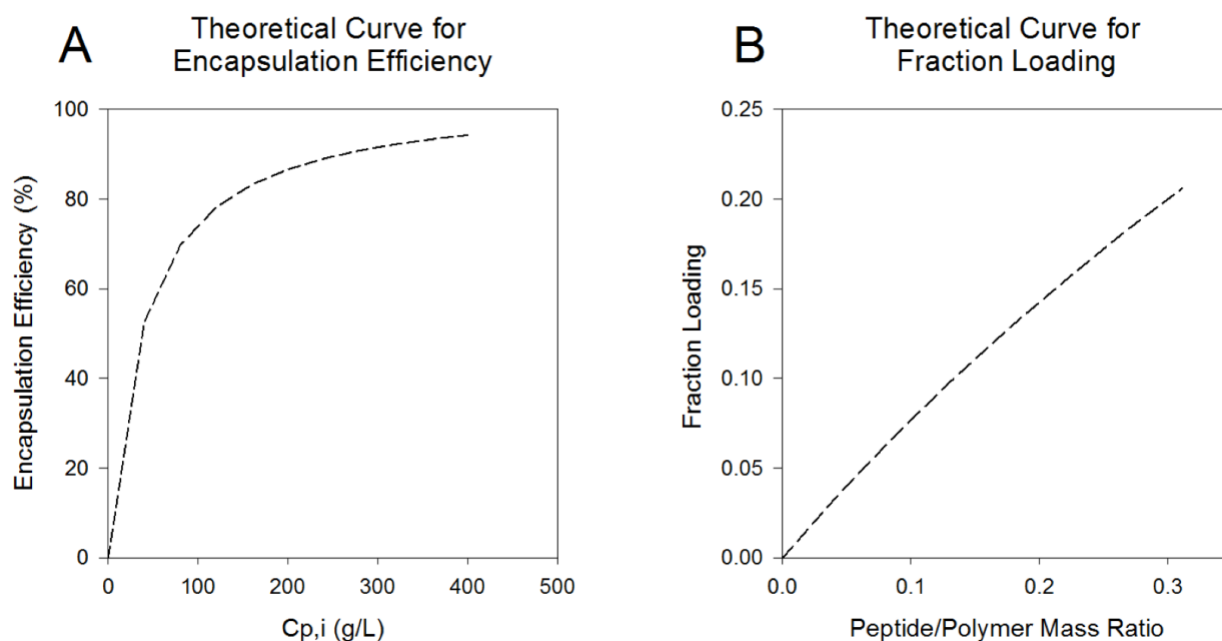 A
Theoretical Curve for
Encapsulation Efficiency
100
80
60
40
20
0
Encapsulation Efficiency (%)
0 100 200 300 400 500
Cp,i (g/L)
B
Theoretical Curve for
Fraction Loading
0.25
0.20
0.15
0.10
0.05
0.00
Fraction Loading
0.0 0.1 0.2 0.3
Peptide/Polymer Mass Ratio